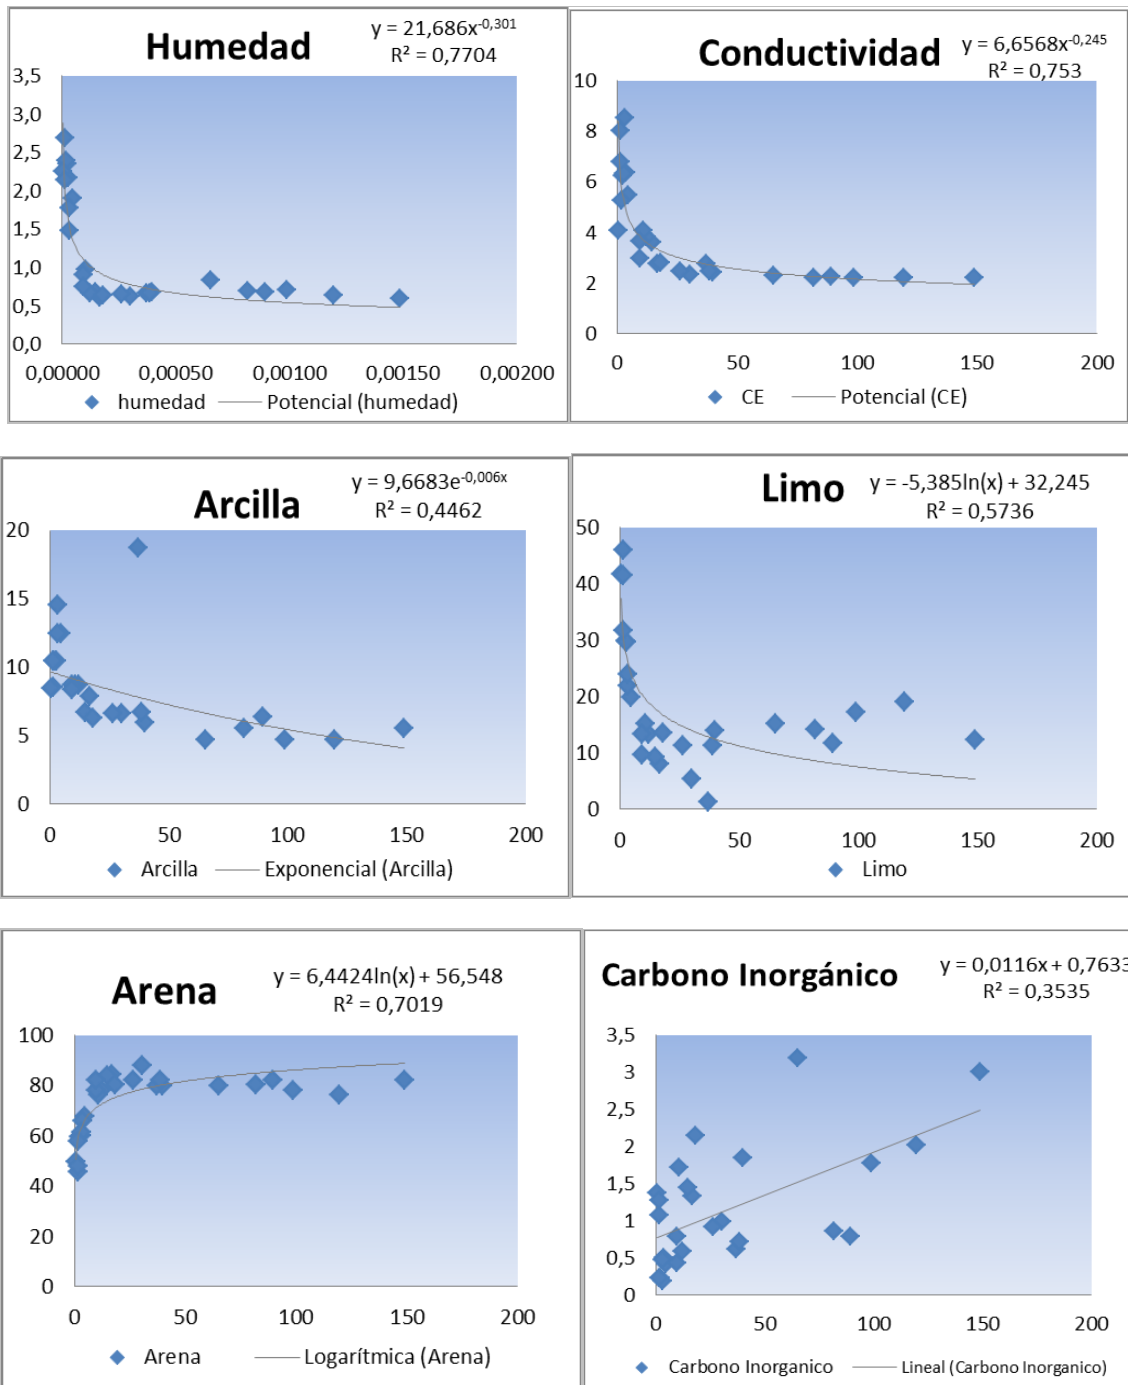 Humedad
y = 21,686x^-0,301
R² = 0,7704
3,5
3,0
2,5
2,0
1,5
1,0
0,5
0,0
0,00000 0,00050 0,00100 0,00150 0,00200
humedad Potencial (humedad)
Conductividad
y = 6,6568x^-0,245
R² = 0,753
10
8
6
4
2
0
0 50 100 150 200
CE Potencial (CE)
Arcilla
y = 9,6683e^-0,006x
R² = 0,4462
20
15
10
5
0
0 50 100 150 200
Arcilla Exponencial (Arcilla)
Limo
y = -5,385ln(x) + 32,245
R² = 0,5736
50
40
30
20
10
0
0 50 100 150 200
Limo
Arena
y = 6,4424ln(x) + 56,548
R² = 0,7019
100
80
60
40
20
0
0 50 100 150 200
Arena Logarítmica (Arena)
Carbono Inorgánico
y = 0,0116x + 0,7633
R² = 0,3535
3,5
3
2,5
2
1,5
1
0,5
0
0 50 100 150 200
Carbono Inorganico Lineal (Carbono Inorganico)